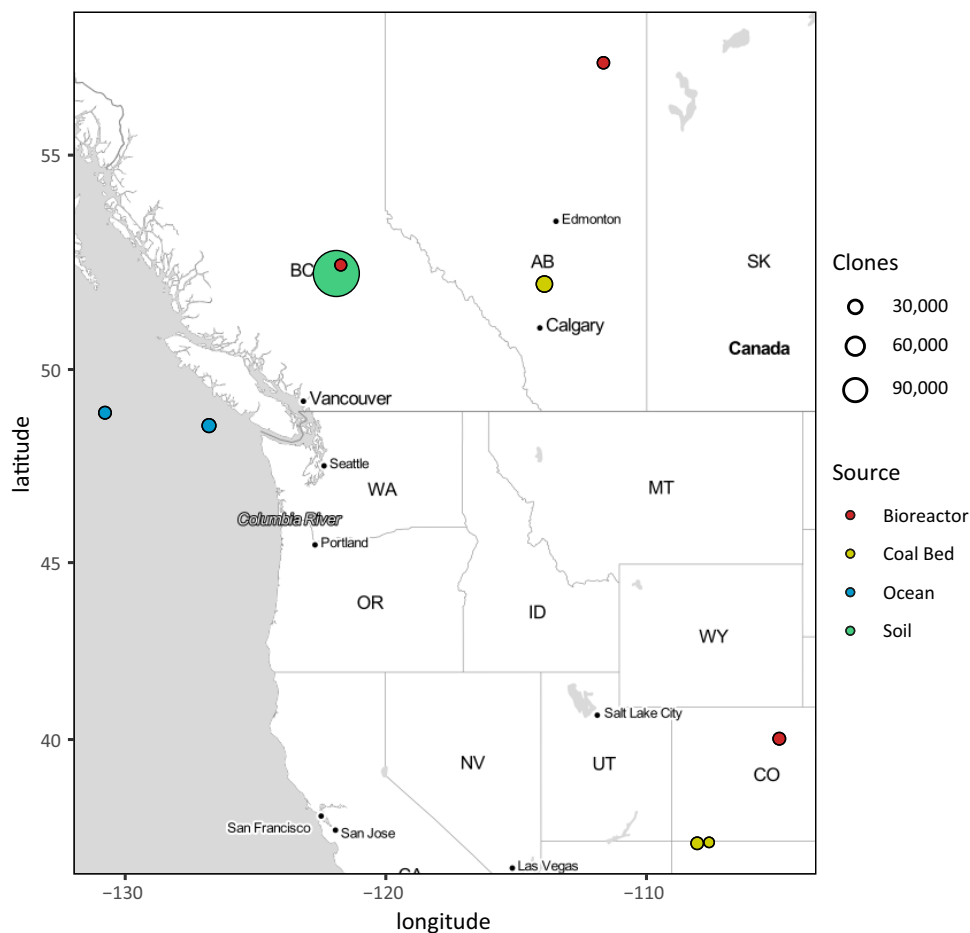 55
Edmonton
BC
AB
SK
Calgary
Canada
50
Vancouver
Seattle
WA
MT
Columbia River
Portland
45
OR
ID
WY
Salt Lake City
40
NV
UT
CO
San Francisco
San Jose
Las Vegas
CA
latitude
−130
−120
−110
longitude
Clones
30,000
60,000
90,000
Source
Bioreactor
Coal Bed
Ocean
Soil